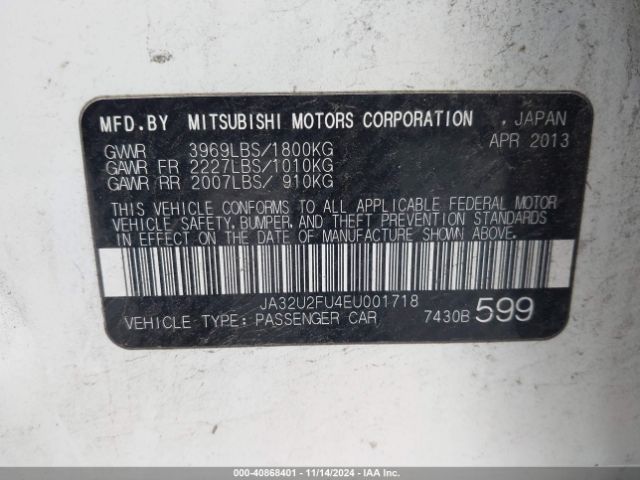 MFD.BY MITSUBISHI MOTORS CORPORATION , JAPAN
APR 2013
GVWR 3969LBS/1800KG
GAWR FR 2227LBS/1010KG
GAWR RR 2007LBS/ 910KG
THIS VEHICLE CONFORMS TO ALL APPLICABLE FEDERAL MOTOR
VEHICLE SAFETY, BUMPER, AND THEFT PREVENTION STANDARDS
IN EFFECT ON THE DATE OF MANUFACTURE SHOWN ABOVE.
JA32U2FU4EU001718
VEHICLE TYPE: PASSENGER CAR 7430B 599
000-40868401 - 11/14/2024 - IAA Inc.